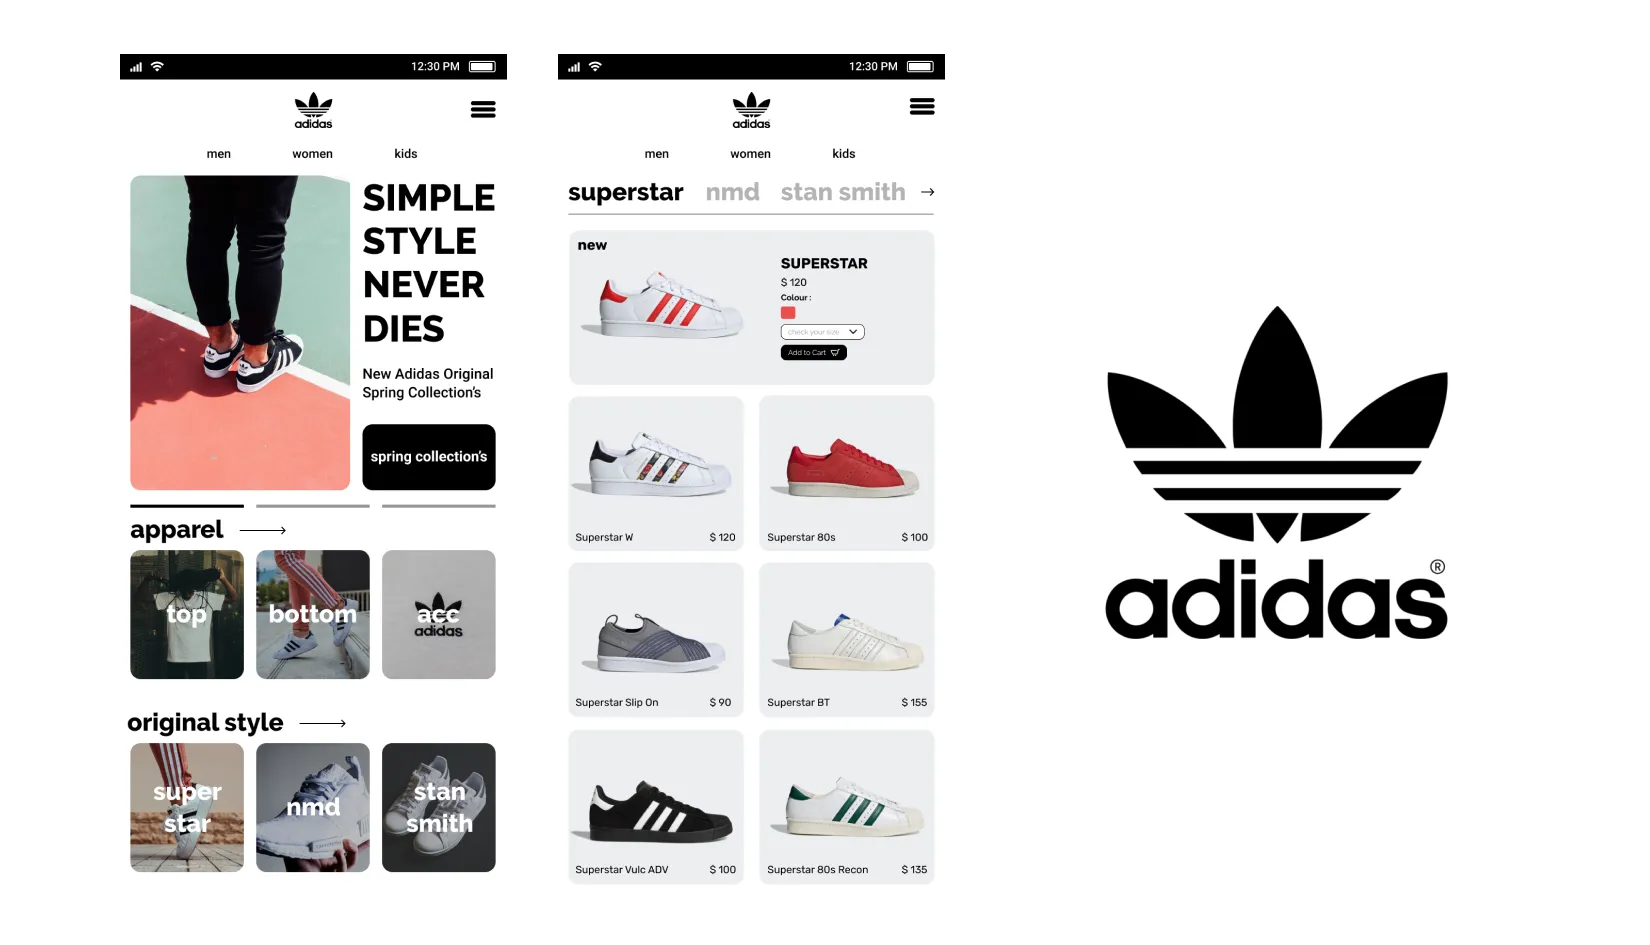 12:30 PM
adidas
men women kids
SIMPLE
STYLE
NEVER
DIES
New Adidas Original
Spring Collection's
spring collection's
apparel
top
bottom
acc
adidas
original style
super
star
nmd
stan
smith
12:30 PM
adidas
men women kids
superstar nmd stan smith
new
SUPERSTAR
$ 120
Colour :
check your size
Add to Cart
Superstar W $ 120
Superstar 80s $ 100
Superstar Slip On $ 90
Superstar BT $ 155
Superstar Vulc ADV $ 100
Superstar 80s Recon $ 135
adidas®